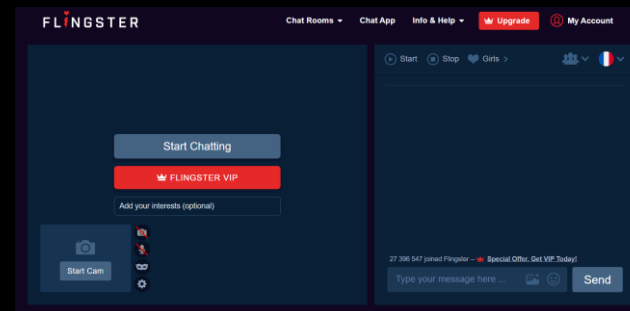 FLINGSTER
Chat Rooms
Chat App
Info & Help
Upgrade
My Account
Start
Stop
Girls
Start Chatting
FLINGSTER VIP
Add your interests (optional)
Start Cam
27 396 547 joined Flingster – Special Offer. Get VIP Today!
Type your message here ...
Send